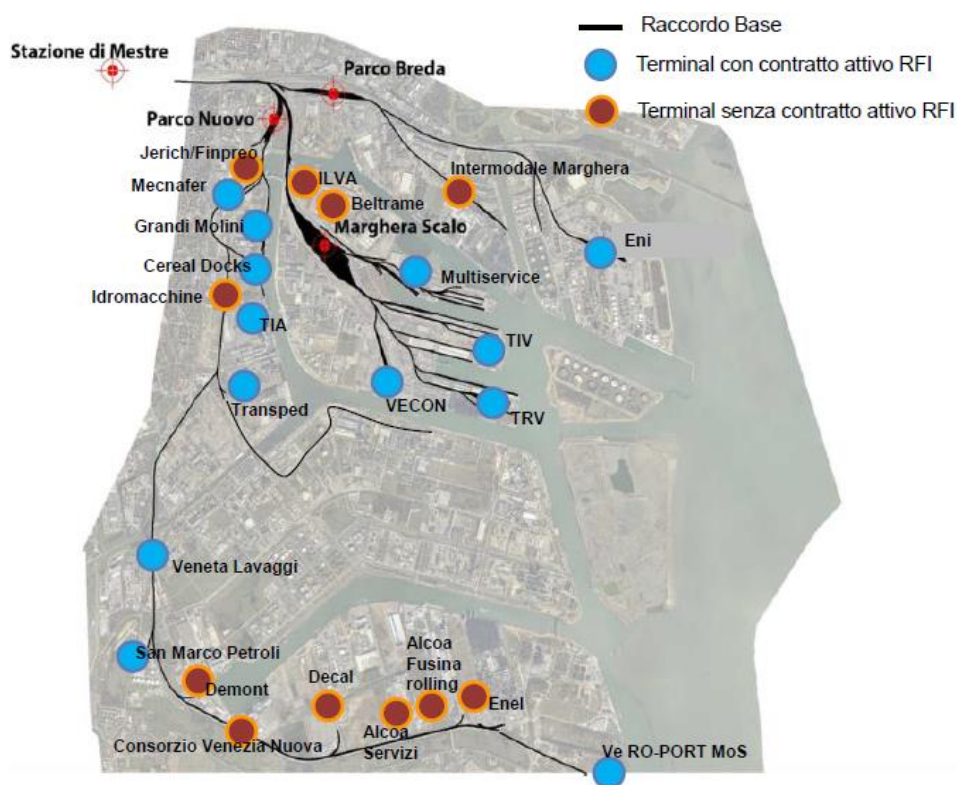 Raccordo Base
Stazione di Mestre
Parco Breda
Terminal con contratto attivo RFI
Parco Nuovo
Terminal senza contratto attivo RFI
Jerich/Finpreo
Mecnafer
ILVA
Intermodale Marghera
Beltrame
Grandi Molini
Marghera Scalo
Eni
Cereal Docks
Multiservice
Idromacchine
TIA
TIV
Transped
VECON
TRV
Veneta Lavaggi
San Marco Petroli
Demont
Decal
Alcoa
Fusina
rolling
Enel
Consorzio Venezia Nuova
Alcoa
Servizi
Ve RO-PORT MoS